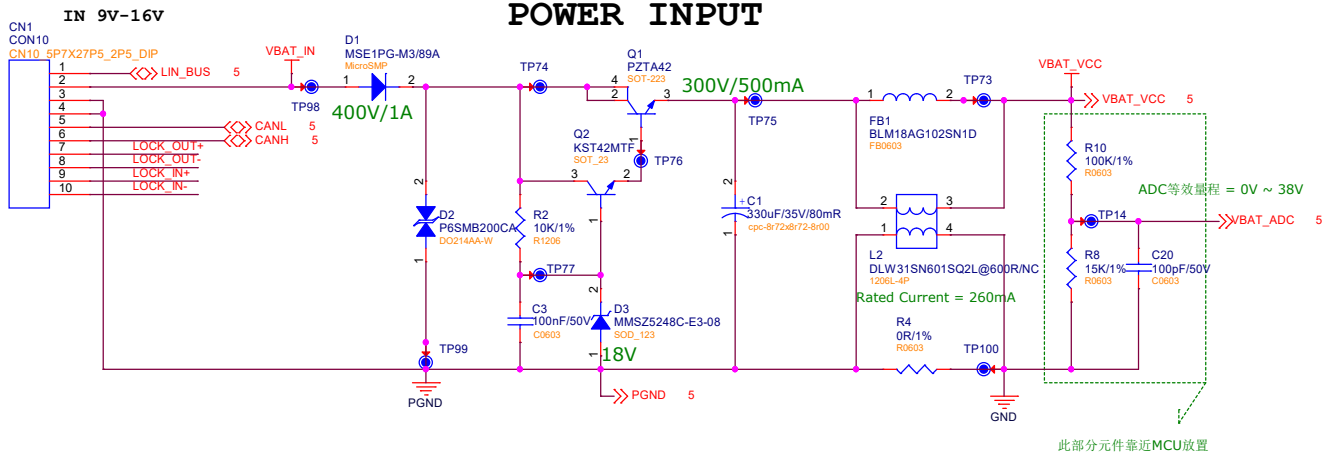 POWER INPUT
IN 9V-16V
CN1
CON10
CN10_5P7X27P5_2P5_DIP
1
2
3
4
5
6
7
8
9
10
LIN_BUS 5
CANL 5
CANH 5
LOCK_OUT+
LOCK_OUT-
LOCK_IN+
LOCK_IN-
VBAT_IN
TP98
D1
MSE1PG-M3/89A
MicroSMP
1
2
400V/1A
TP74
Q1
PZTA42
SOT-223
4
2
3
1
300V/500mA
Q2
KST42MTF
SOT_23
3
2
1
TP76
TP75
2
D2
P6SMB200CA
DO214AA-W
1
R2
10K/1%
R1206
TP77
C3
100nF/50V
C0603
2
D3
MMSZ5248C-E3-08
SOD_123
1
18V
TP99
PGND
PGND 5
2
+
C1
330uF/35V/80mR
cpc-8r72x8r72-8r00
1
1
2
FB1
BLM18AG102SN1D
FB0603
TP73
2
3
1
4
L2
DLW31SN601SQ2L@600R/NC
1206L-4P
Rated Current = 260mA
R4
0R/1%
R0603
TP100
GND
VBAT_VCC
VBAT_VCC 5
R10
100K/1%
R0603
ADC等效量程 = 0V ~ 38V
TP14
VBAT_ADC 5
R8
15K/1%
R0603
C20
100pF/50V
C0603
此部分元件靠近MCU放置